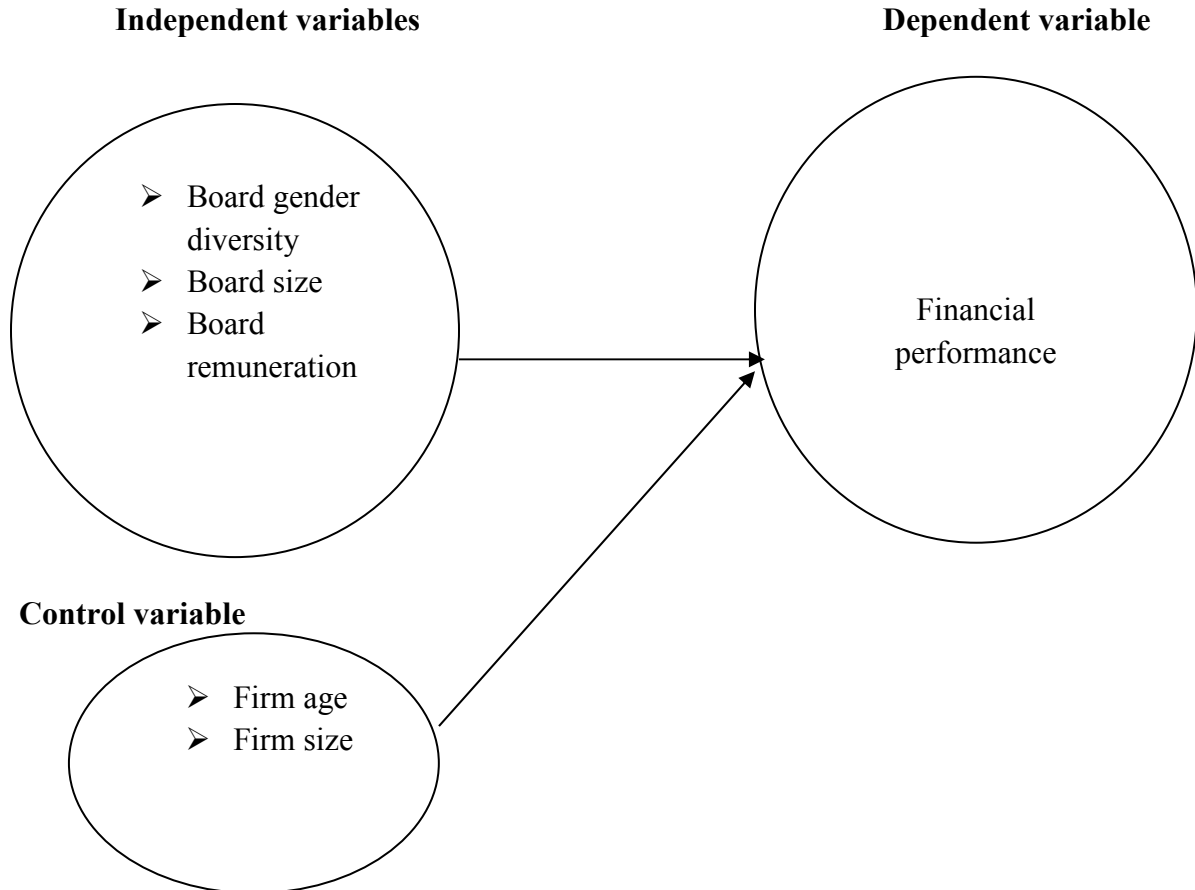 Independent variables
Dependent variable
➢ Board gender
diversity
➢ Board size
➢ Board
remuneration
Financial
performance
Control variable
➢ Firm age
➢ Firm size